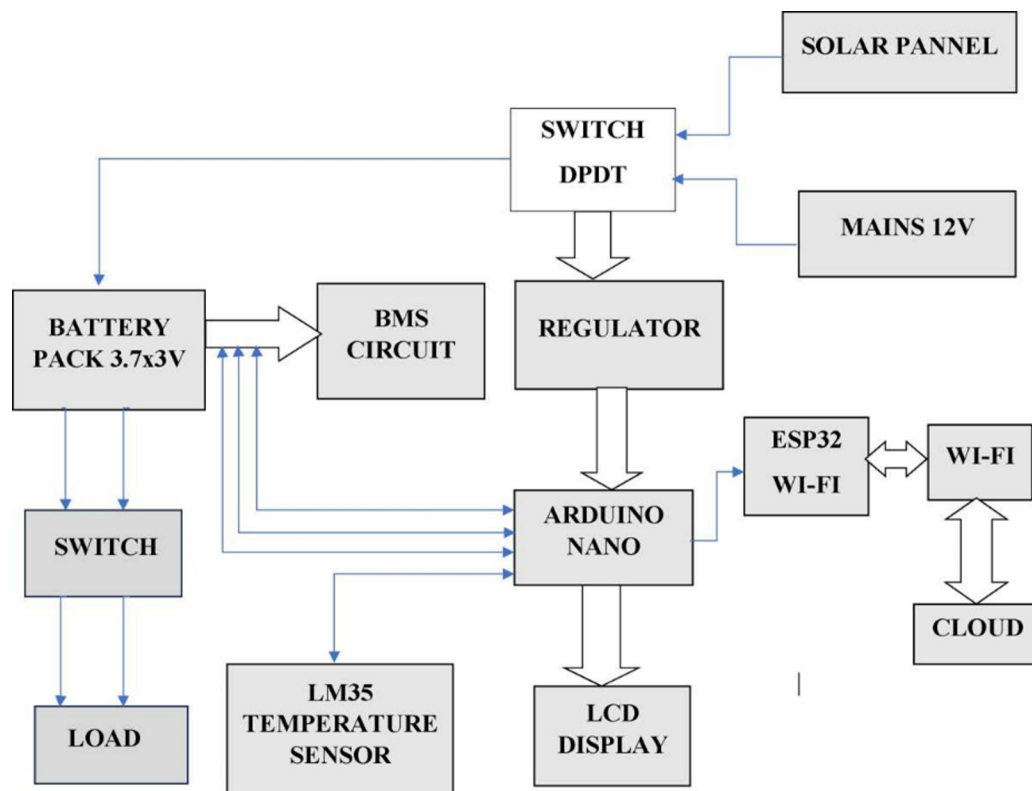 SOLAR PANNEL
SWITCH
DPDT
MAINS 12V
BATTERY
PACK 3.7x3V
BMS
CIRCUIT
REGULATOR
ESP32
WI-FI
WI-FI
ARDUINO
NANO
SWITCH
CLOUD
LM35
TEMPERATURE
SENSOR
LCD
DISPLAY
LOAD